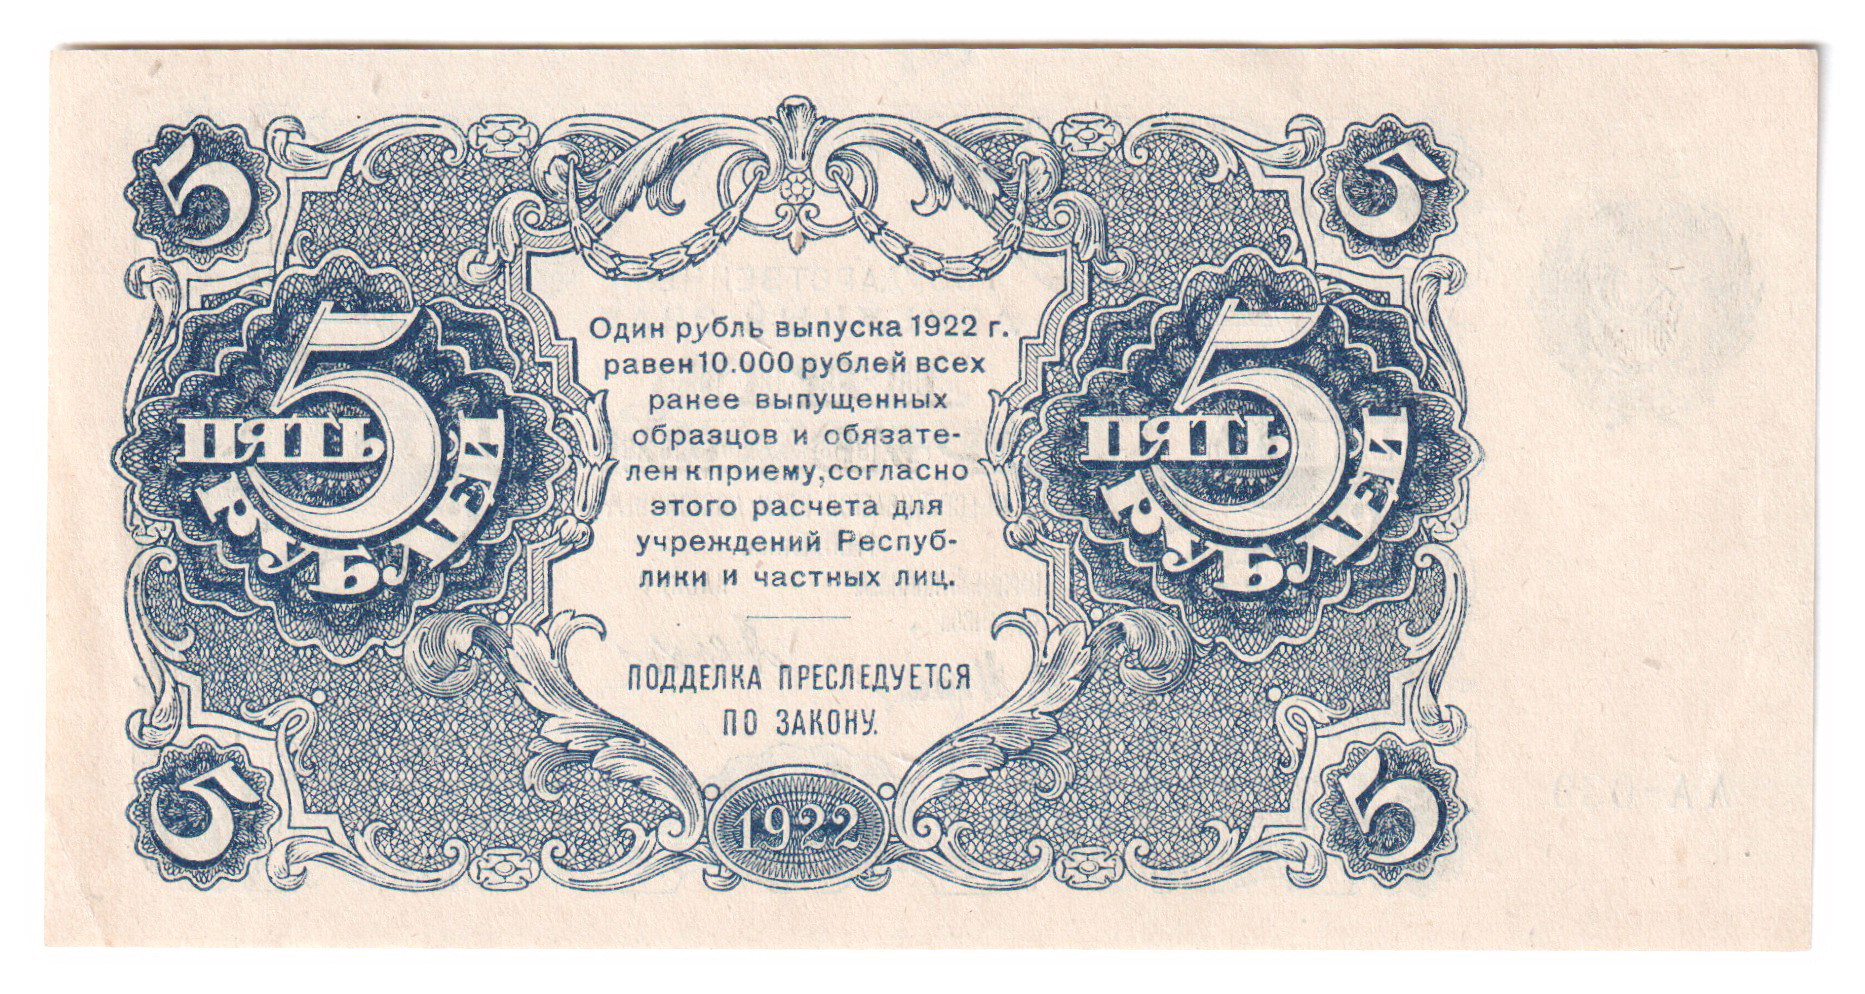 5
5
5
ПЯТЬ
РУБЛЕЙ
5
ПЯТЬ
РУБЛЕЙ
Один рубль выпуска 1922 г.
равен 10.000 рублей всех
ранее выпущенных
образцов и обязате-
лен к приему, согласно
этого расчета для
учреждений Респуб-
лики и частных лиц.
ПОДДЕЛКА ПРЕСЛЕДУЕТСЯ
ПО ЗАКОНУ.
5
1922
5